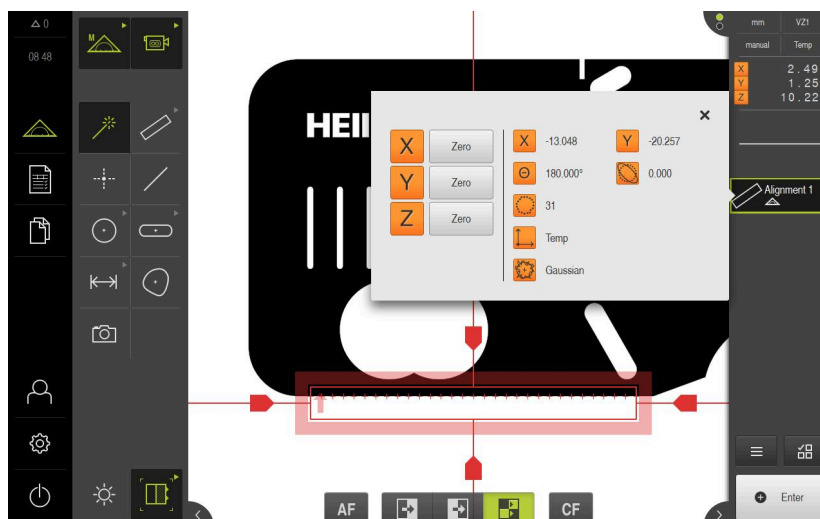 0
08 48
M
HEI
X
Zero
Y
Zero
Z
Zero
X
-13.048
Y
-20.257
Θ
180.000°
0.000
31
Temp
Gaussian
mm
VZ1
manual
Temp
X
2.49
Y
1.25
Z
10.22
Alignment 1
AF
CF
Enter